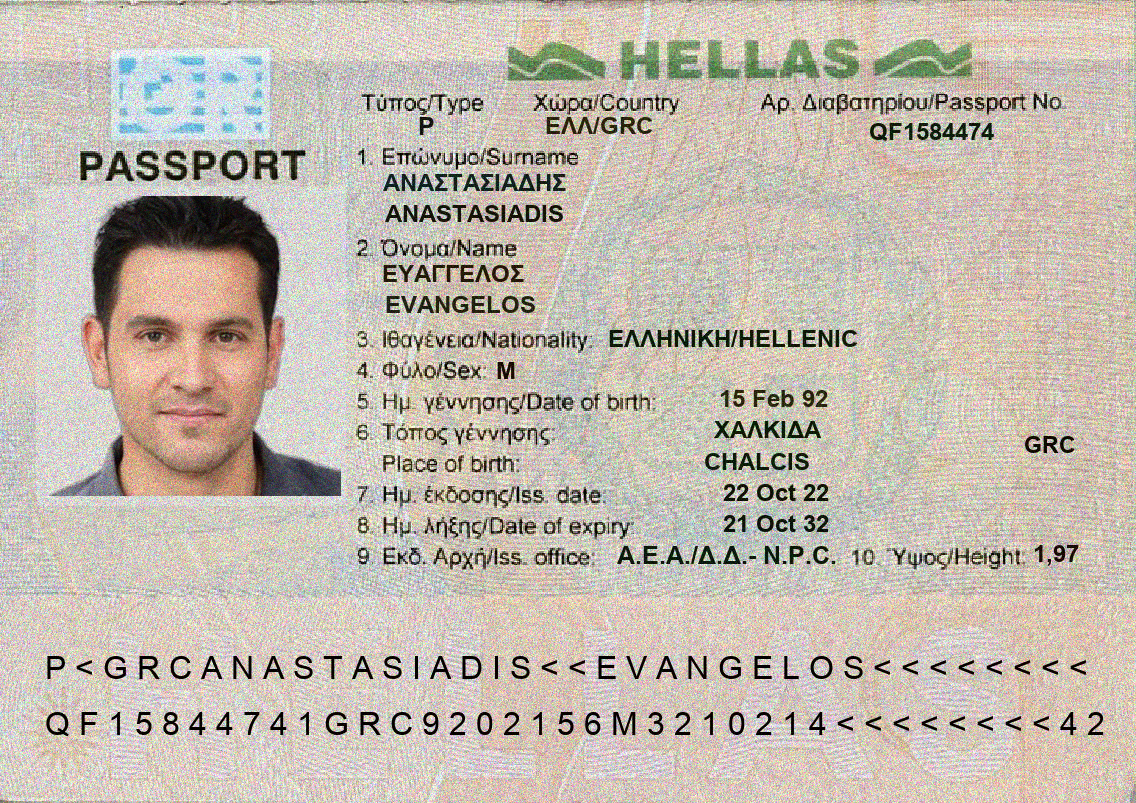 HELLAS
Τύπος/Type Χώρα/Country Αρ. Διαβατηρίου/Passport No.
P ΕΛΛ/GRC QF1584474
PASSPORT
1. Επώνυμο/Surname
ΑΝΑΣΤΑΣΙΑΔΗΣ
ANASTASIADIS
2. Όνομα/Name
ΕΥΑΓΓΕΛΟΣ
EVANGELOS
3. Ιθαγένεια/Nationality: ΕΛΛΗΝΙΚΗ/HELLENIC
4. Φύλο/Sex: M
5. Ημ. γέννησης/Date of birth: 15 Feb 92
6. Τόπος γέννησης: ΧΑΛΚΙΔΑ
Place of birth: CHALCIS GRC
7. Ημ. έκδοσης/Iss. date: 22 Oct 22
8. Ημ. λήξης/Date of expiry: 21 Oct 32
9 Εκδ. Αρχή/Iss. office: Α.Ε.Α./Δ.Δ.- N.P.C. 10. Ύψος/Height: 1,97
P<GRCANASTASIADIS<<EVANGELOS<<<<<<<<
QF15844741GRC9202156M3210214<<<<<<<<42